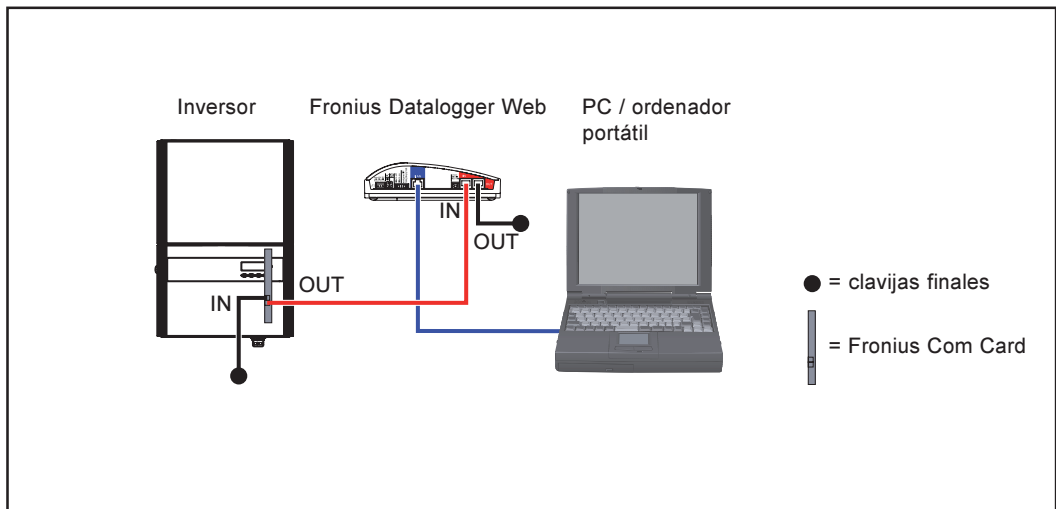 Inversor
Fronius Datalogger Web
PC / ordenador
portátil
IN
OUT
OUT
IN
= clavijas finales
= Fronius Com Card